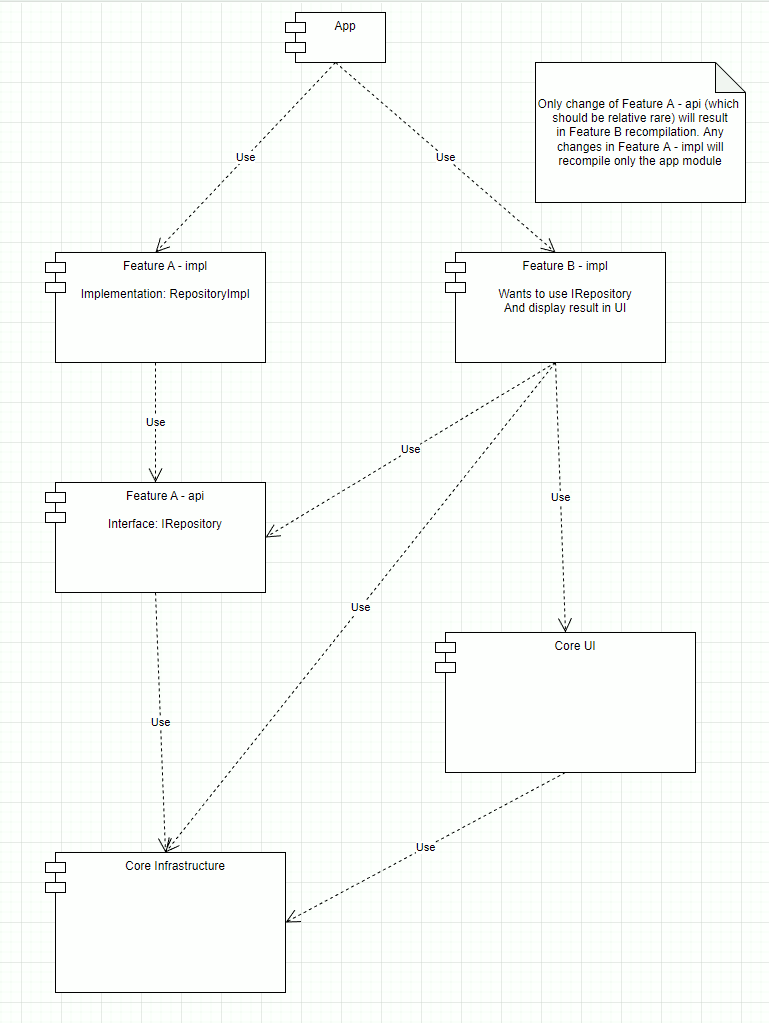 App
Only change of Feature A - api (which
should be relative rare) will result
in Feature B recompilation. Any
changes in Feature A - impl will
recompile only the app module
Use
Use
Feature A - impl
Implementation: RepositoryImpl
Feature B - impl
Wants to use IRepository
And display result in UI
Use
Use
Feature A - api
Interface: IRepository
Use
Use
Core UI
Use
Use
Core Infrastructure